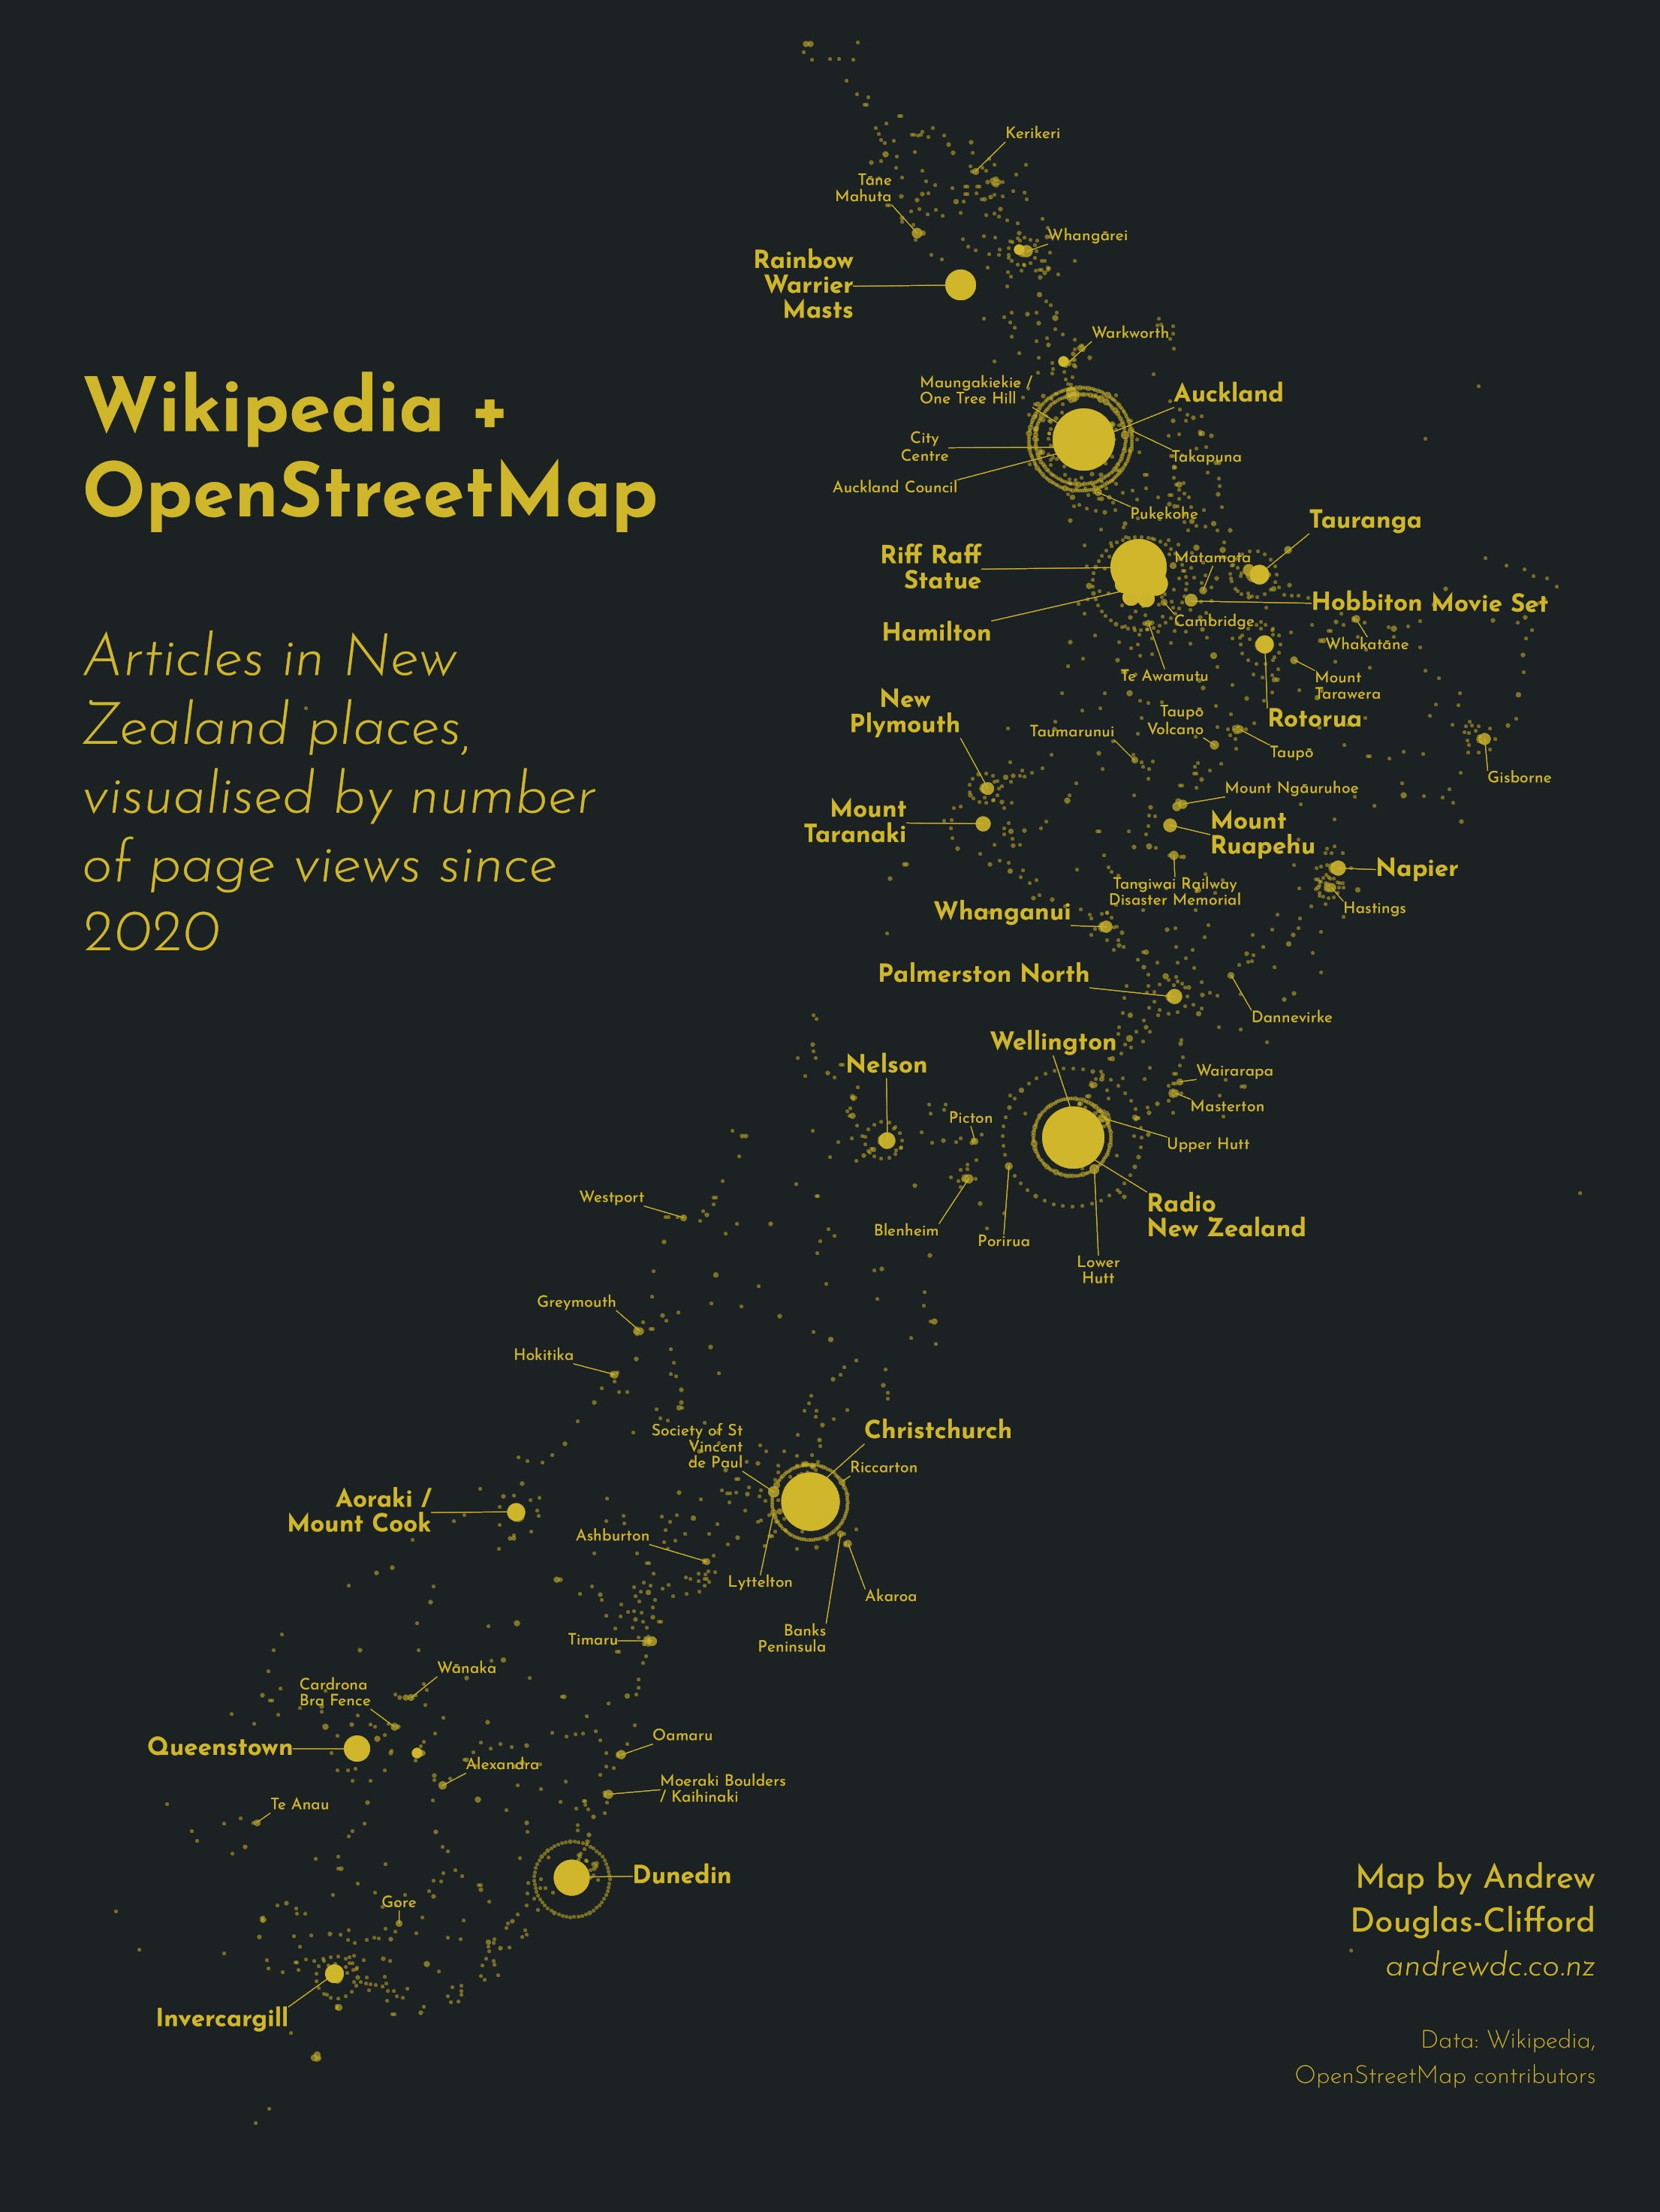 Wikipedia +
OpenStreetMap
Articles in New
Zealand places,
visualised by number
of page views since
2020
Kerikeri
Tāne
Mahuta
Whangārei
Rainbow
Warrier
Masts
Warkworth
Maungakiekie /
One Tree Hill
Auckland
City
Centre
Takapuna
Auckland Council
Pukekohe
Tauranga
Riff Raff
Statue
Matamata
Hobbiton Movie Set
Hamilton
Cambridge
Whakatāne
Te Awamutu
Mount
Tarawera
New
Plymouth
Taupō
Volcano
Rotorua
Taumarunui
Taupō
Gisborne
Mount Ngāuruhoe
Mount
Taranaki
Mount
Ruapehu
Napier
Tangiwai Railway
Disaster Memorial
Hastings
Whanganui
Palmerston North
Dannevirke
Wellington
Nelson
Wairarapa
Masterton
Picton
Upper Hutt
Westport
Radio
New Zealand
Blenheim
Porirua
Lower
Hutt
Greymouth
Hokitika
Society of St
Vincent
de Paul
Christchurch
Riccarton
Aoraki /
Mount Cook
Ashburton
Lyttelton
Akaroa
Banks
Peninsula
Timaru
Wānaka
Cardrona
Bra Fence
Queenstown
Oamaru
Alexandra
Moeraki Boulders
/ Kaihinaki
Te Anau
Dunedin
Gore
Invercargill
Map by Andrew
Douglas-Clifford
andrewdc.co.nz
Data: Wikipedia,
OpenStreetMap contributors